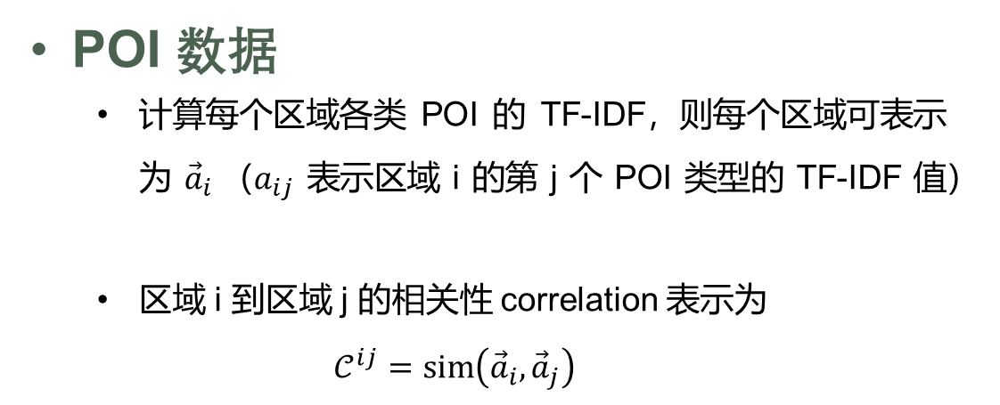 • POI 数据
• 计算每个区域各类 POI 的 TF-IDF，则每个区域可表示
为 $\vec{a}_i$ （$a_{ij}$ 表示区域 i 的第 j 个 POI 类型的 TF-IDF 值）
• 区域 i 到区域 j 的相关性 correlation 表示为
$\mathcal{C}^{ij} = \text{sim}(\vec{a}_i, \vec{a}_j)$